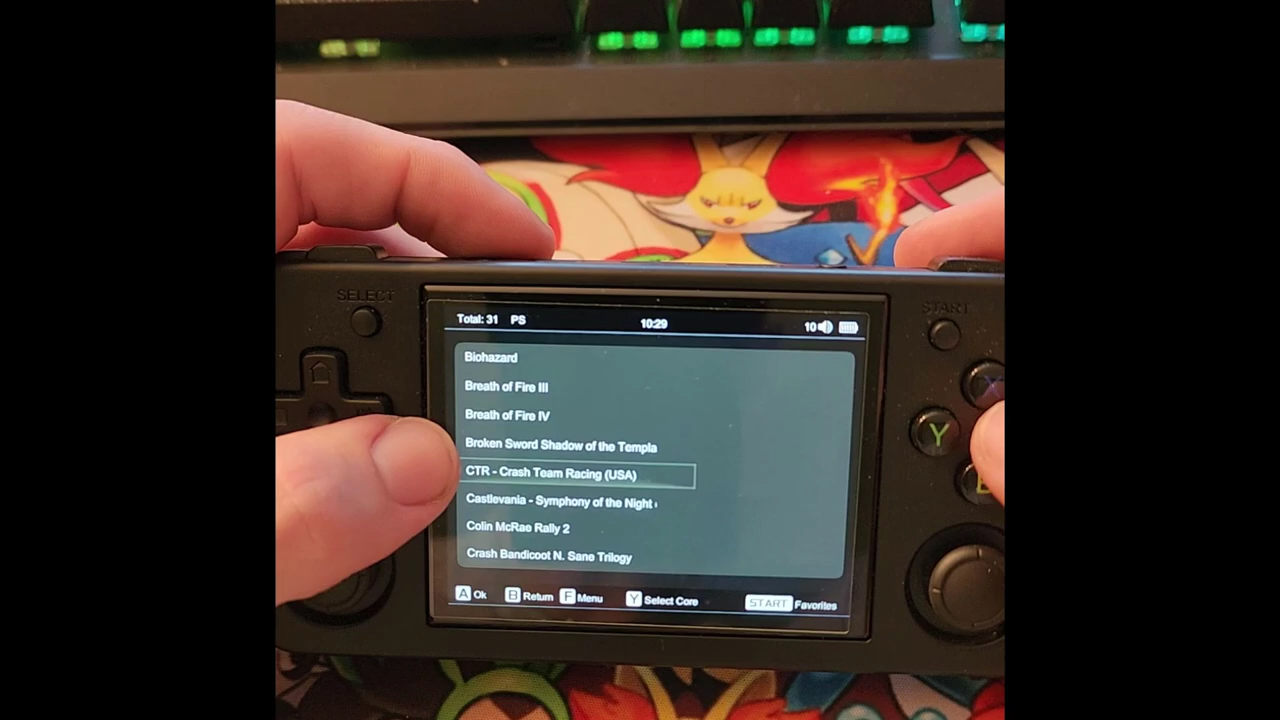 SELECT
START
Total: 31 PS 10:29 10
Biohazard
Breath of Fire III
Breath of Fire IV
Broken Sword Shadow of the Templa
CTR - Crash Team Racing (USA)
Castlevania - Symphony of the Night
Colin McRae Rally 2
Crash Bandicoot N. Sane Trilogy
A Ok B Return F Menu Y Select Core START Favorites
X
Y
B